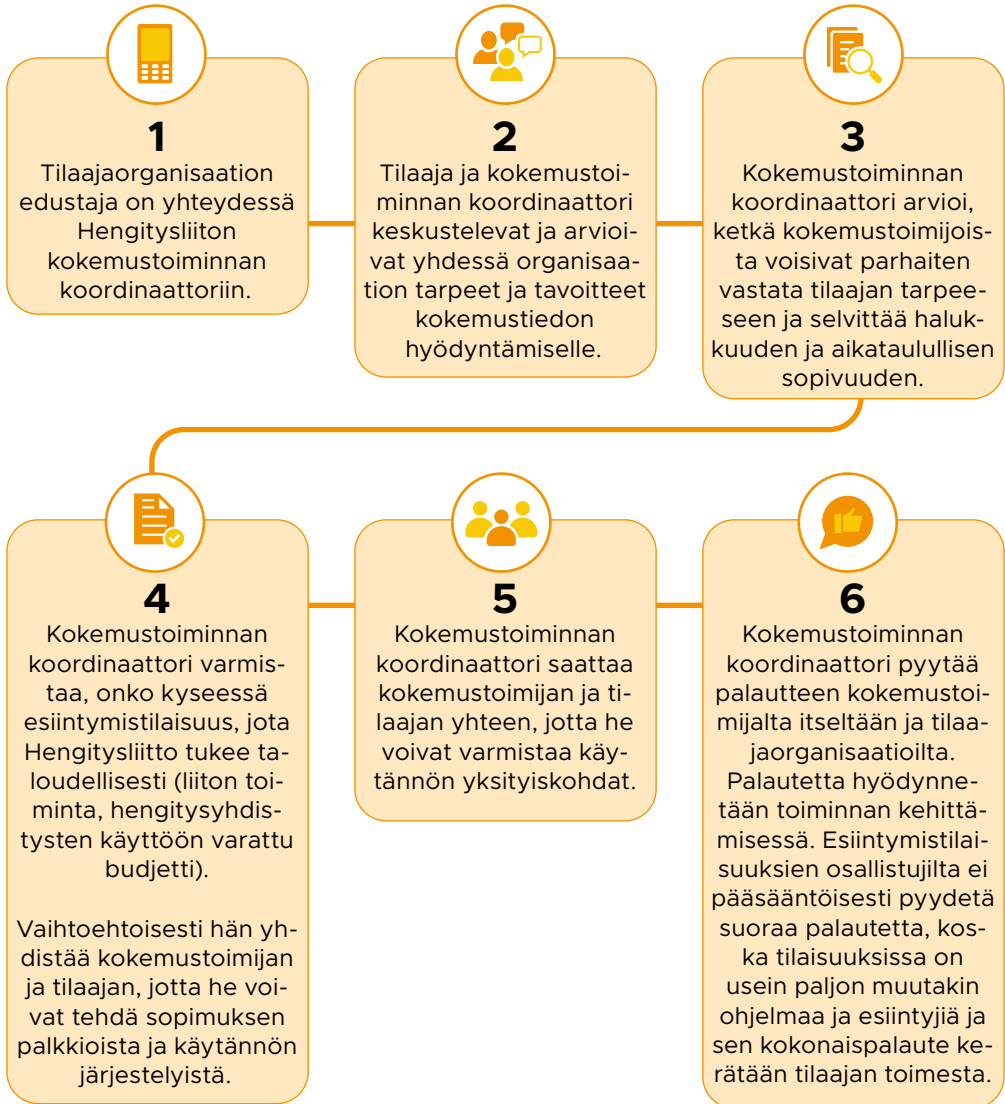 1
Tilaajaorganisaation
edustaja on yhteydessä
Hengitysliiton
kokemustoiminnan
koordinaattoriin.
2
Tilaaja ja kokemustoi-
minnan koordinaattori
keskustelevat ja arvioi-
vat yhdessä organisaa-
tion tarpeet ja tavoitteet
kokemustiedon
hyödyntämiselle.
3
Kokemustoiminnan
koordinaattori arvioi,
ketkä kokemustoimijois-
ta voisivat parhaiten
vastata tilaajan tarpee-
seen ja selvittää haluk-
kuuden ja aikataulullisen
sopivuuden.
4
Kokemustoiminnan
koordinaattori varmis-
taa, onko kyseessä
esiintymistilaisuus, jota
Hengitysliitto tukee ta-
loudellisesti (liiton toi-
minta, hengitysyhdis-
tysten käyttöön varattu
budjetti).
Vaihtoehtoisesti hän yh-
distää kokemustoimijan
ja tilaajan, jotta he voi-
vat tehdä sopimuksen
palkkioista ja käytännön
järjestelyistä.
5
Kokemustoiminnan
koordinaattori saattaa
kokemustoimijan ja ti-
laajan yhteen, jotta he
voivat varmistaa käy-
tännön yksityiskohdat.
6
Kokemustoiminnan
koordinaattori pyytää
palautteen kokemustoi-
mijalta itseltään ja tilaa-
jaorganisaatioilta.
Palautetta hyödynne-
tään toiminnan kehittä-
misessä. Esiintymistilai-
suuksien osallistujilta ei
pääsääntöisesti pyydetä
suoraa palautetta, kos-
ka tilaisuuksissa on
usein paljon muutakin
ohjelmaa ja esiintyjiä ja
sen kokonaispalaute ke-
rätään tilaajan toimesta.